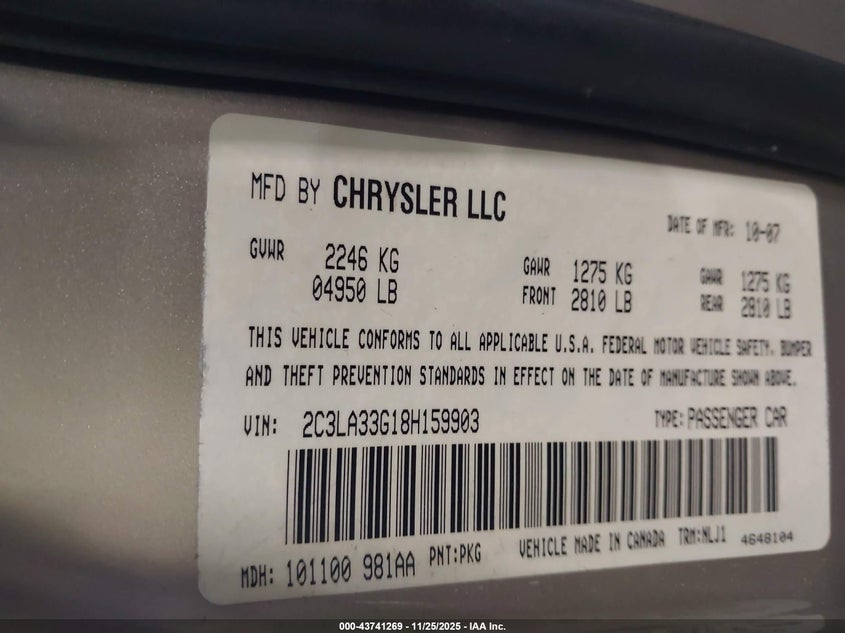 MFD BY CHRYSLER LLC
DATE OF MFR: 10-07
GVWR 2246 KG
04950 LB
GAWR 1275 KG
FRONT 2810 LB
GAWR 1275 KG
REAR 2810 LB
THIS VEHICLE CONFORMS TO ALL APPLICABLE U.S.A. FEDERAL MOTOR VEHICLE SAFETY, BUMPER
AND THEFT PREVENTION STANDARDS IN EFFECT ON THE DATE OF MANUFACTURE SHOWN ABOVE.
VIN: 2C3LA33G18H159903
TYPE: PASSENGER CAR
MDH: 101100 981AA PNT:PKG VEHICLE MADE IN CANADA TRM:NLJ1 4648104
000-43741269 - 11/25/2025 - IAA Inc.